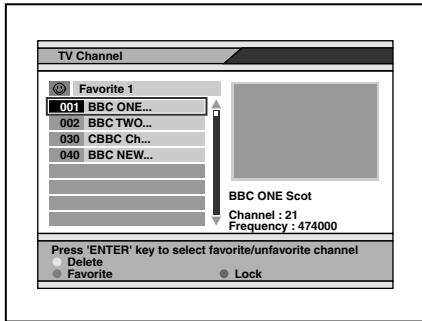 TV Channel
Favorite 1
001 BBC ONE...
002 BBC TWO...
030 CBBC Ch...
040 BBC NEW...
BBC ONE Scot
Channel : 21
Frequency : 474000
Press 'ENTER' key to select favorite/unfavorite channel
Delete
Favorite
Lock